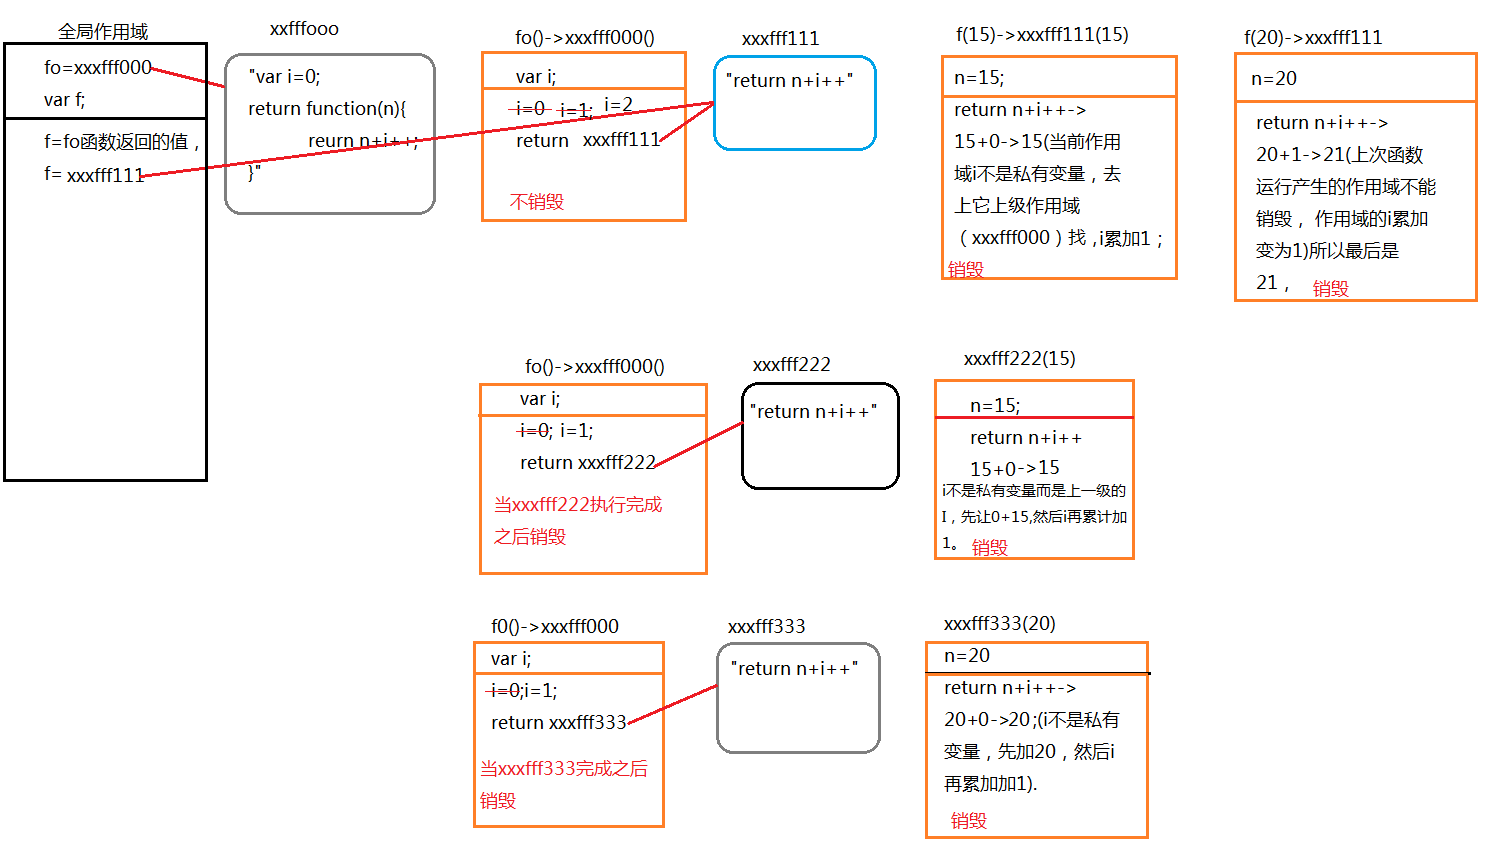 全局作用域
fo=xxxfff000
var f;
f=fo函数返回的值，
f= xxxfff111
xxfffooo
"var i=0;
return function(n){
reurn n+i++;
}"
fo()->xxxfff000()
var i;
i=0 i=1; i=2
return xxxfff111
不销毁
xxxfff111
"return n+i++"
f(15)->xxxfff111(15)
n=15;
return n+i++->
15+0->15(当前作用
域i不是私有变量，去
上它上级作用域
（xxxfff000）找，i累加1；
销毁
f(20)->xxxfff111
n=20
return n+i++->
20+1->21(上次函数
运行产生的作用域不能
销毁，作用域的i累加
变为1)所以最后是
21，
销毁
fo()->xxxfff000()
var i;
i=0; i=1;
return xxxfff222
当xxxfff222执行完成
之后销毁
xxxfff222
"return n+i++"
xxxfff222(15)
n=15;
return n+i++
15+0->15
i不是私有变量而是上一级的
I，先让0+15,然后i再累计加
1。
销毁
f0()->xxxfff000
var i;
i=0;i=1;
return xxxfff333
当xxxfff333完成之后
销毁
xxxfff333
"return n+i++"
xxxfff333(20)
n=20
return n+i++->
20+0->20;(i不是私有
变量，先加20，然后i
再累加加1).
销毁